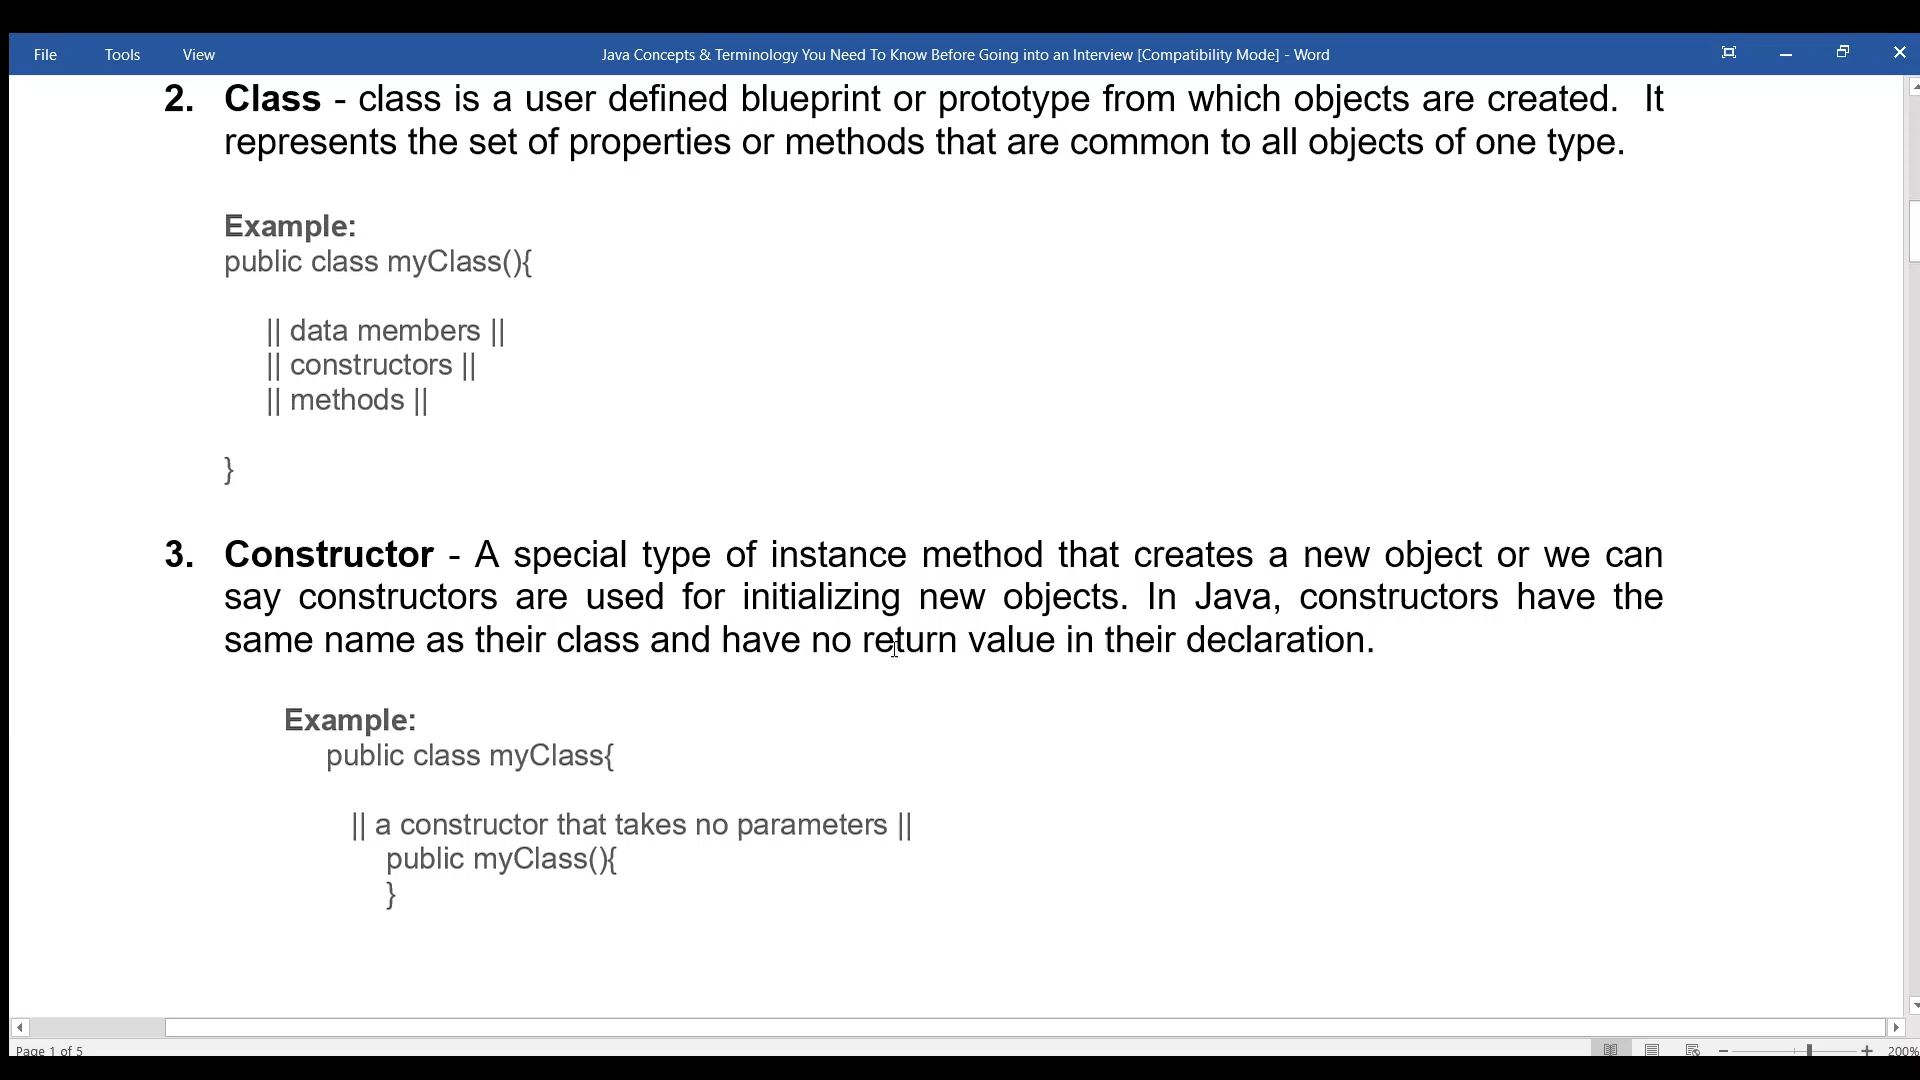 File Tools View Java Concepts & Terminology You Need To Know Before Going into an Interview [Compatibility Mode] - Word
2. Class - class is a user defined blueprint or prototype from which objects are created. It
represents the set of properties or methods that are common to all objects of one type.
Example:
public class myClass(){
|| data members ||
|| constructors ||
|| methods ||
}
3. Constructor - A special type of instance method that creates a new object or we can
say constructors are used for initializing new objects. In Java, constructors have the
same name as their class and have no return value in their declaration.
Example:
public class myClass{
|| a constructor that takes no parameters ||
public myClass(){
}
Page 1 of 5 200%